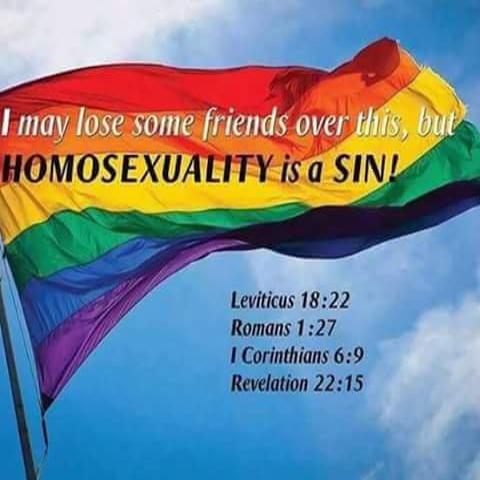 I may lose some friends over this, but
HOMOSEXUALITY is a SIN!
Leviticus 18:22
Romans 1:27
I Corinthians 6:9
Revelation 22:15